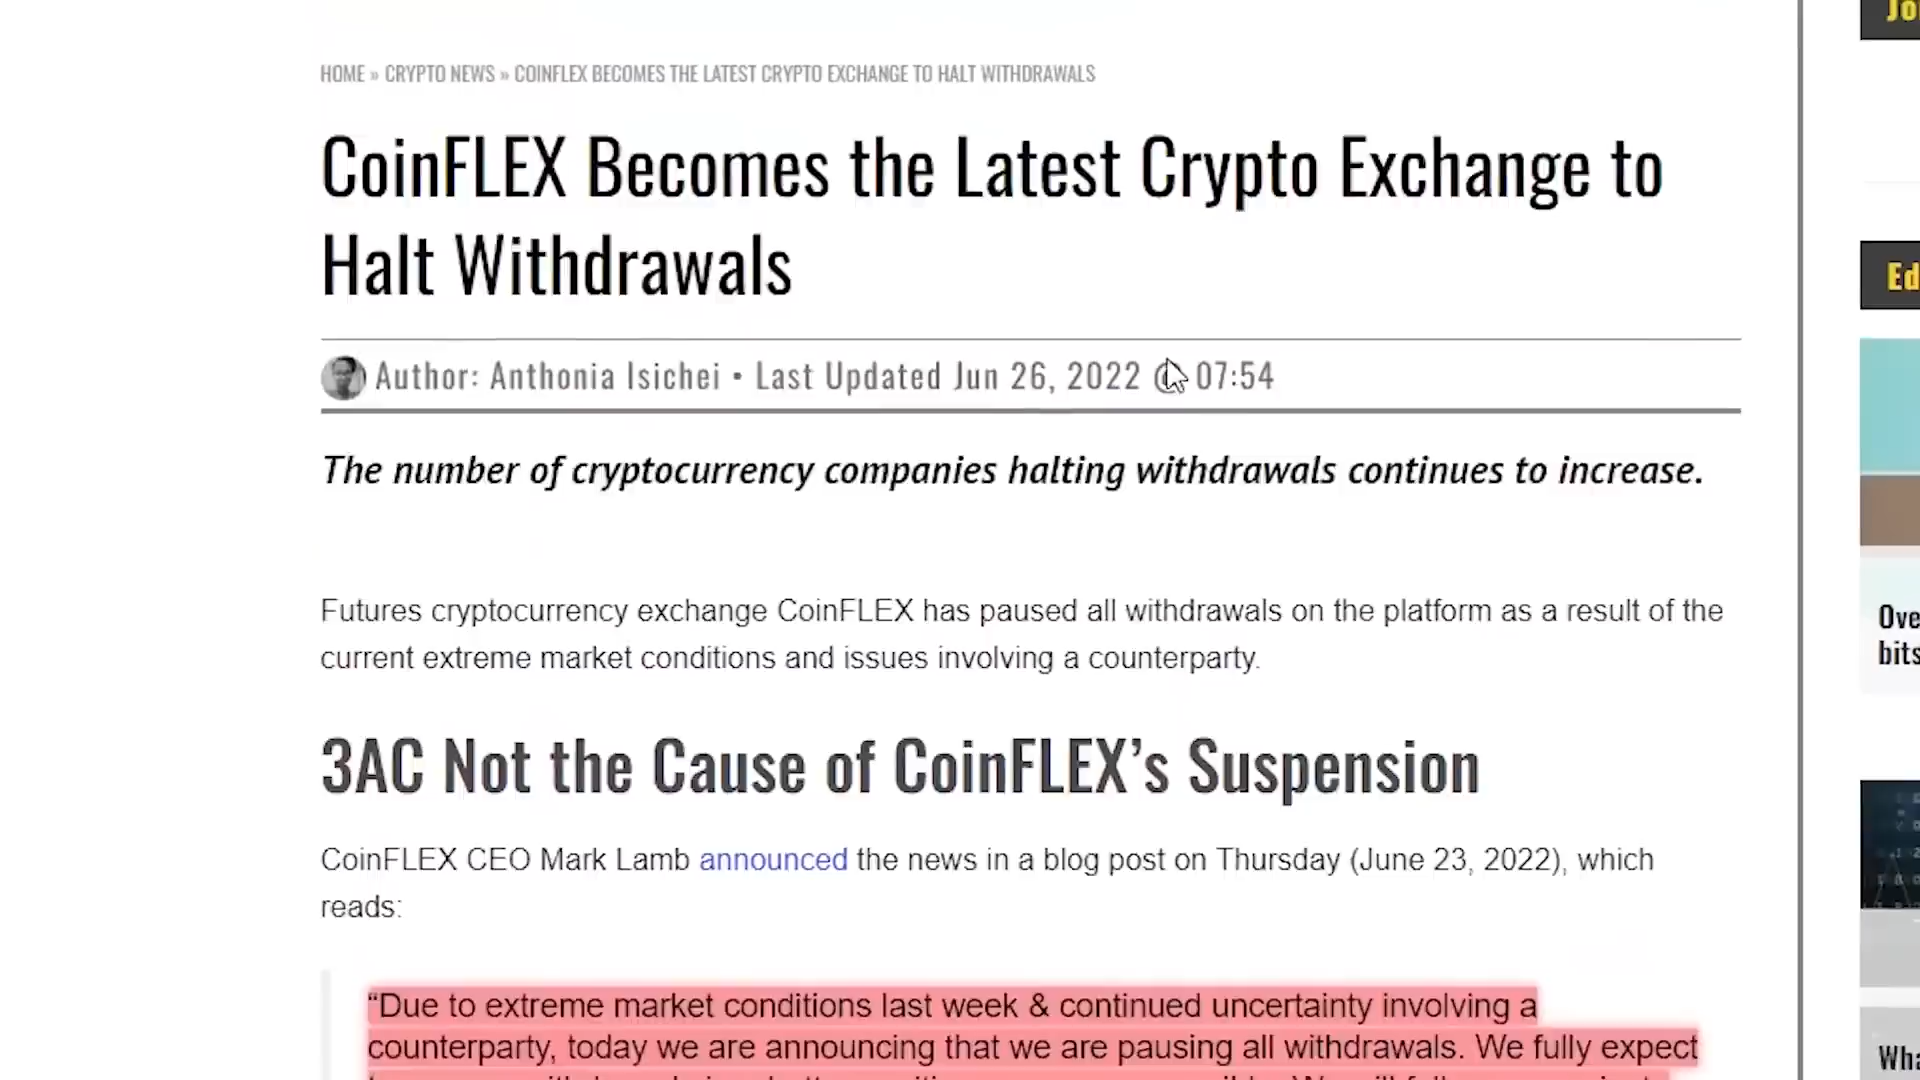 Jo
HOME » CRYPTO NEWS » COINFLEX BECOMES THE LATEST CRYPTO EXCHANGE TO HALT WITHDRAWALS
CoinFLEX Becomes the Latest Crypto Exchange to
Halt Withdrawals
Author: Anthonia Isichei • Last Updated Jun 26, 2022 @ 07:54
The number of cryptocurrency companies halting withdrawals continues to increase.
Futures cryptocurrency exchange CoinFLEX has paused all withdrawals on the platform as a result of the
current extreme market conditions and issues involving a counterparty.
3AC Not the Cause of CoinFLEX’s Suspension
CoinFLEX CEO Mark Lamb announced the news in a blog post on Thursday (June 23, 2022), which
reads:
“Due to extreme market conditions last week & continued uncertainty involving a
counterparty, today we are announcing that we are pausing all withdrawals. We fully expect
Ed
Ove
bits
Wha